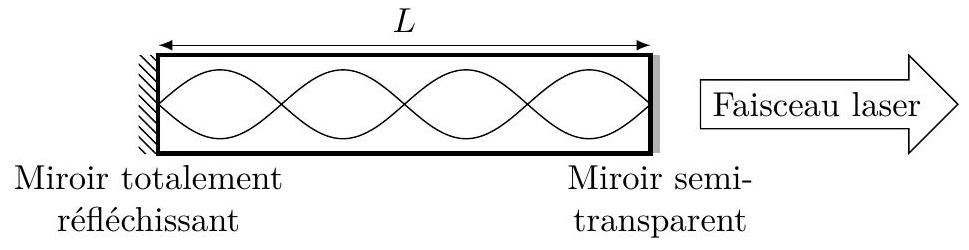 L
Faisceau laser
Miroir totalement
réfléchissant
Miroir semi-
transparent